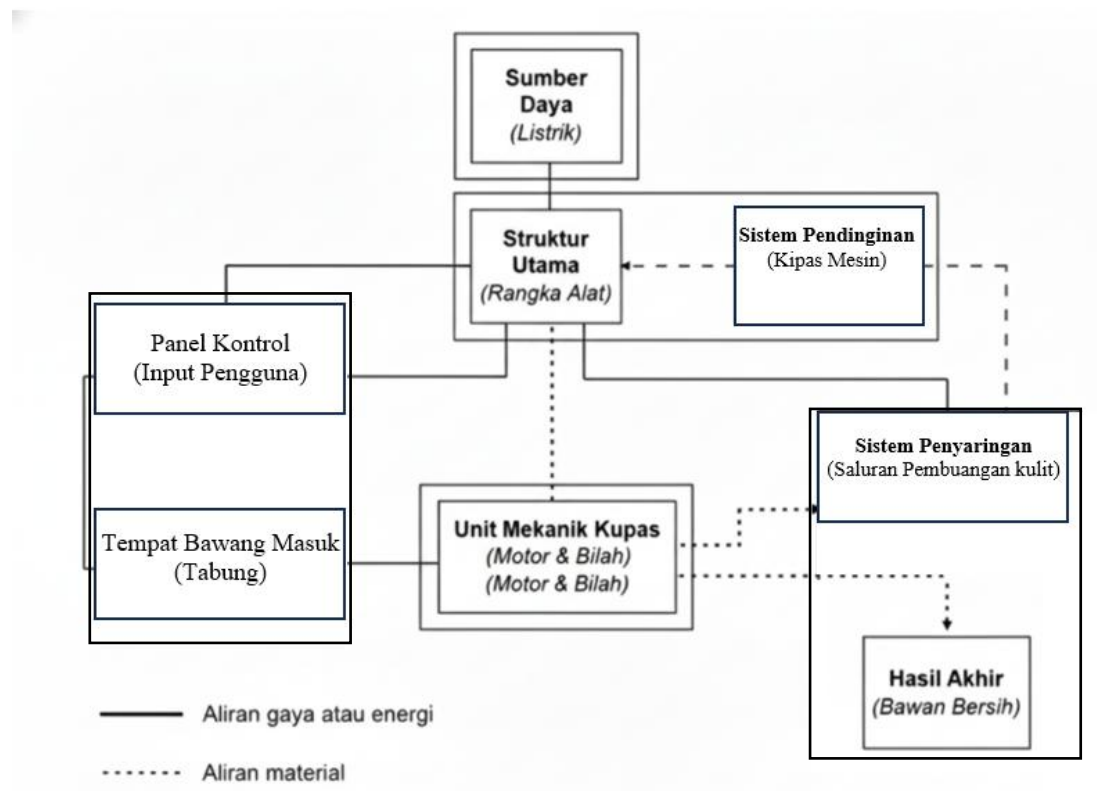 Sumber
Daya
(Listrik)
Struktur
Utama
(Rangka Alat)
Sistem Pendinginan
(Kipas Mesin)
Panel Kontrol
(Input Pengguna)
Sistem Penyaringan
(Saluran Pembuangan kulit)
Tempat Bawang Masuk
(Tabung)
Unit Mekanik Kupas
(Motor & Bilah)
(Motor & Bilah)
Hasil Akhir
(Bawan Bersih)
Aliran gaya atau energi
Aliran material